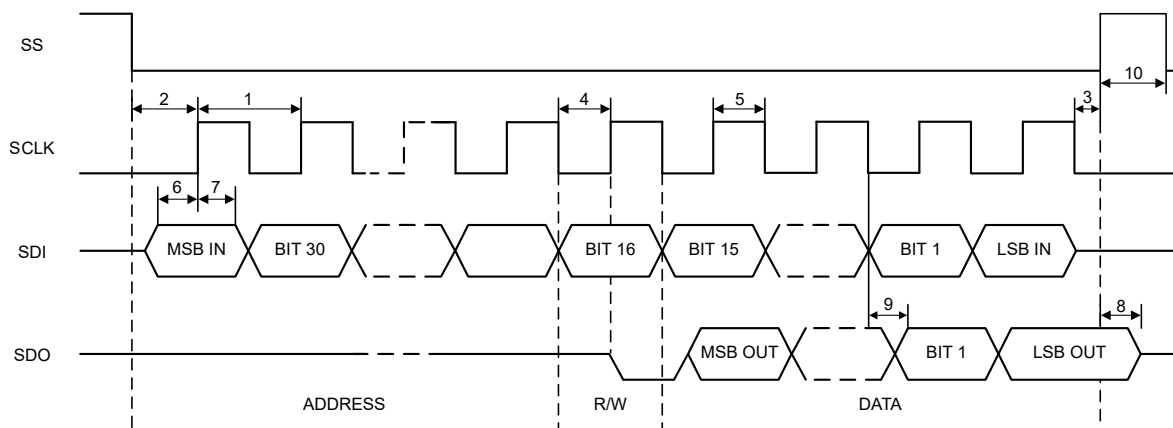 SS
10
2
1
4
5
3
SCLK
6
7
SDI
MSB IN
BIT 30
BIT 16
BIT 15
BIT 1
LSB IN
9
8
SDO
MSB OUT
BIT 1
LSB OUT
ADDRESS
R/W
DATA